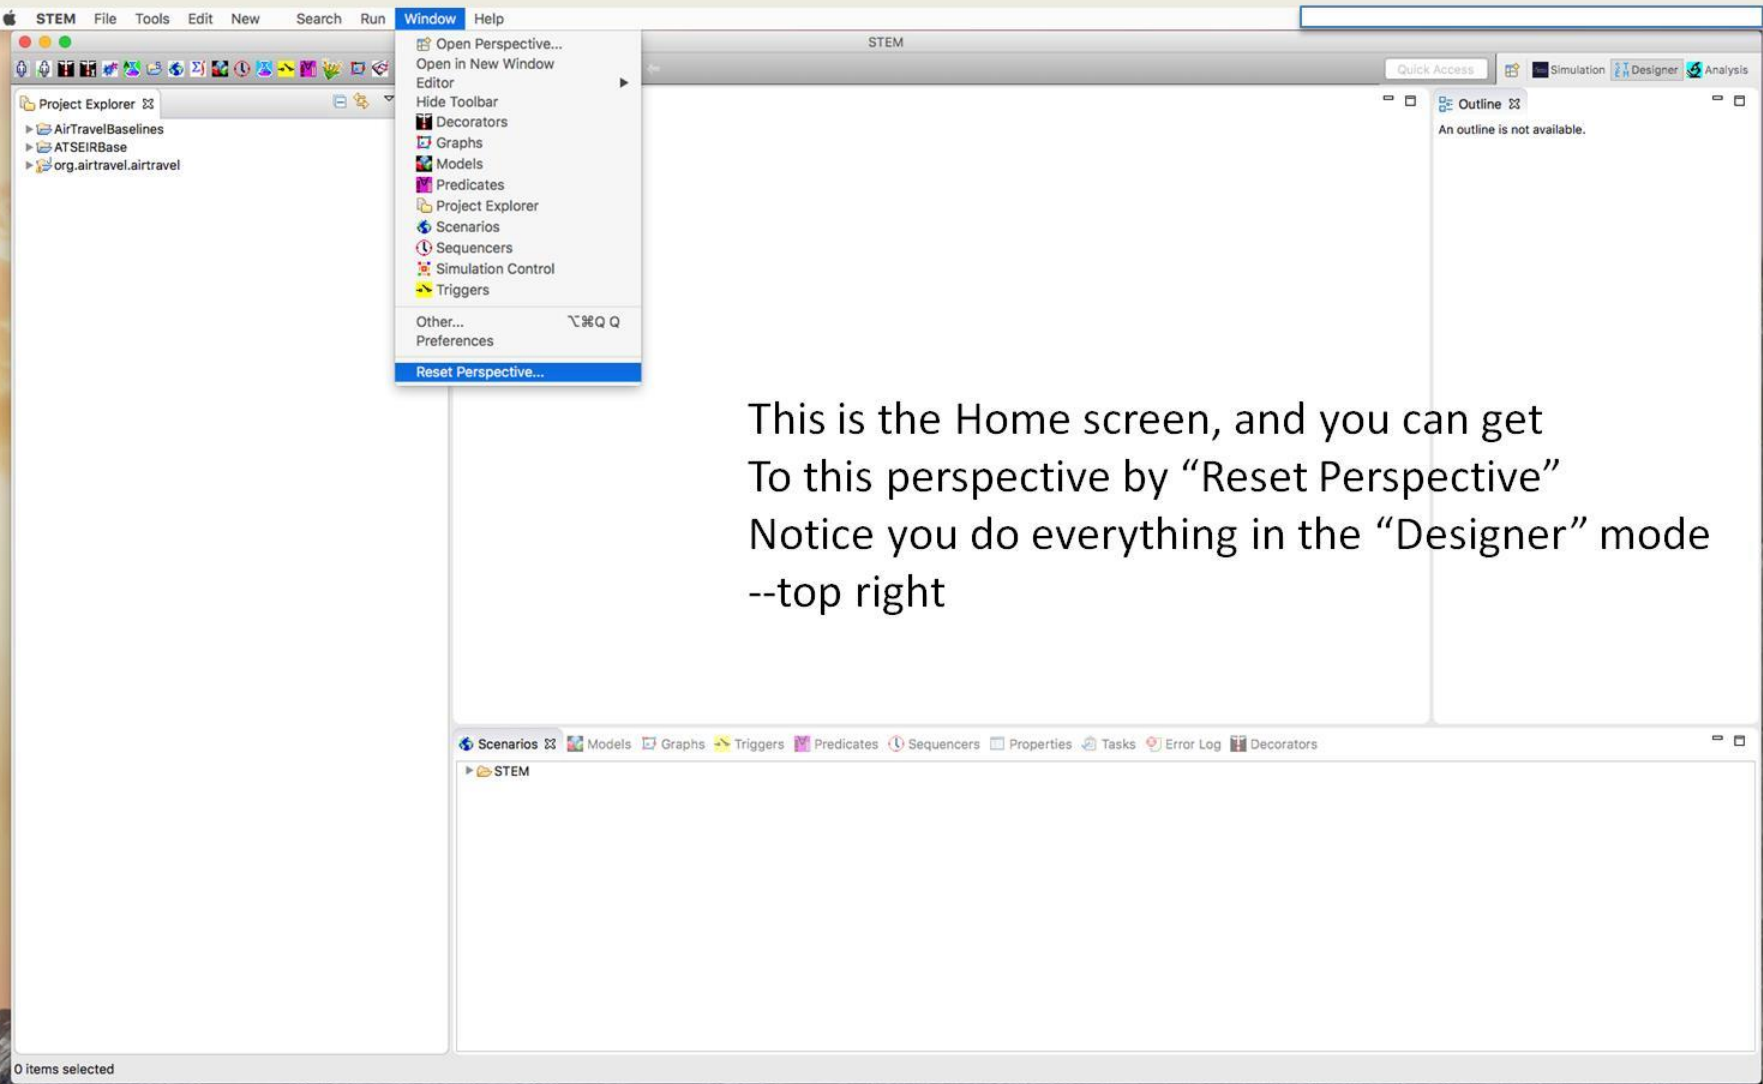 STEM File Tools Edit New Search Run Window Help
STEM
Quick Access Simulation Designer Analysis
Project Explorer
AirTravelBaselines
ATSEIRBase
org.airtravel.airtravel
Open Perspective...
Open in New Window
Editor
Hide Toolbar
Decorators
Graphs
Models
Predicates
Project Explorer
Scenarios
Sequencers
Simulation Control
Triggers
Other... ⌥⌘Q Q
Preferences
Reset Perspective...
Outline
An outline is not available.
This is the Home screen, and you can get
To this perspective by “Reset Perspective”
Notice you do everything in the “Designer” mode
--top right
Scenarios Models Graphs Triggers Predicates Sequencers Properties Tasks Error Log Decorators
STEM
0 items selected